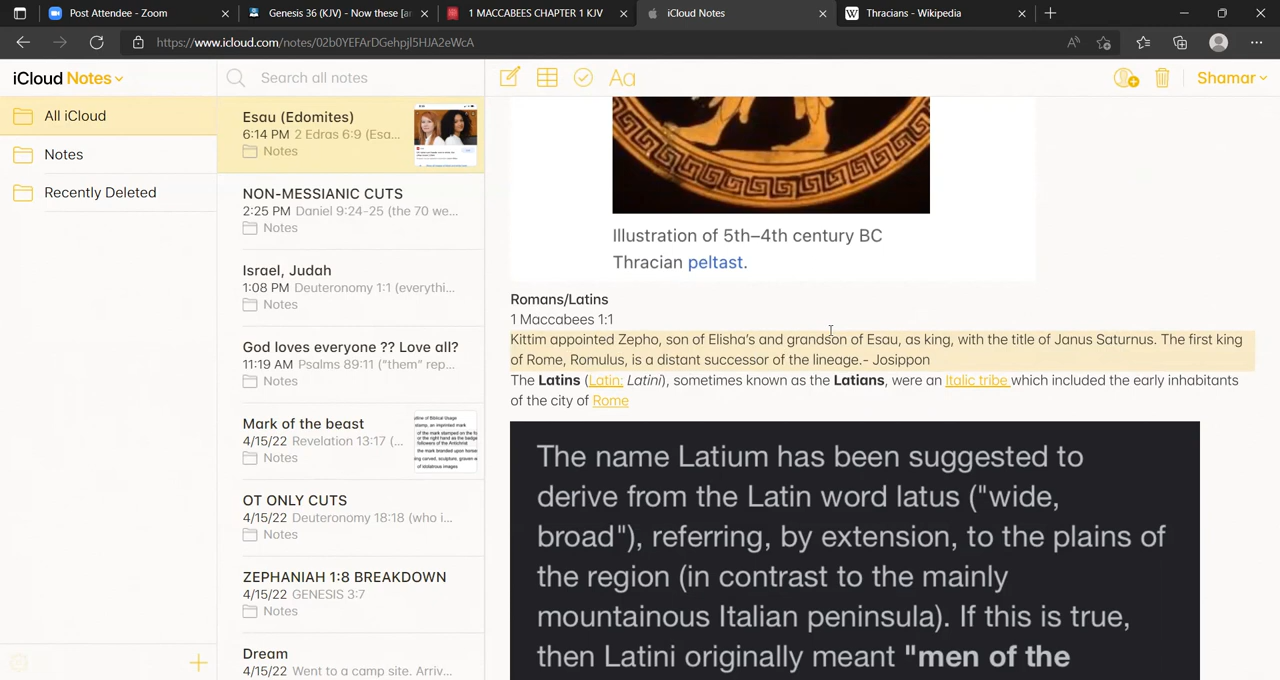 Post Attendee - Zoom
Genesis 36 (KJV) - Now these [ar
1 MACCABEES CHAPTER 1 KJV
iCloud Notes
Thracians - Wikipedia
https://www.icloud.com/notes/02b0YEFArDGehpjl5HJA2eWcA
iCloud Notes
Search all notes
Aa
Shamar
All iCloud
Notes
Recently Deleted
Esau (Edomites)
6:14 PM 2 Edras 6:9 (Esa...
Notes
NON-MESSIANIC CUTS
2:25 PM Daniel 9:24-25 (the 70 we...
Notes
Israel, Judah
1:08 PM Deuteronomy 1:1 (everythi...
Notes
God loves everyone ?? Love all?
11:19 AM Psalms 89:11 ("them" rep...
Notes
Mark of the beast
4/15/22 Revelation 13:17 (...
Notes
OT ONLY CUTS
4/15/22 Deuteronomy 18:18 (who i...
Notes
ZEPHANIAH 1:8 BREAKDOWN
4/15/22 GENESIS 3:7
Notes
Dream
4/15/22 Went to a camp site. Arriv...
Illustration of 5th–4th century BC
Thracian peltast.
Romans/Latins
1 Maccabees 1:1
Kittim appointed Zepho, son of Elisha's and grandson of Esau, as king, with the title of Janus Saturnus. The first king
of Rome, Romulus, is a distant successor of the lineage.- Josippon
The Latins (Latin: Latini), sometimes known as the Latians, were an Italic tribe which included the early inhabitants
of the city of Rome
The name Latium has been suggested to
derive from the Latin word latus ("wide,
broad"), referring, by extension, to the plains of
the region (in contrast to the mainly
mountainous Italian peninsula). If this is true,
then Latini originally meant "men of the